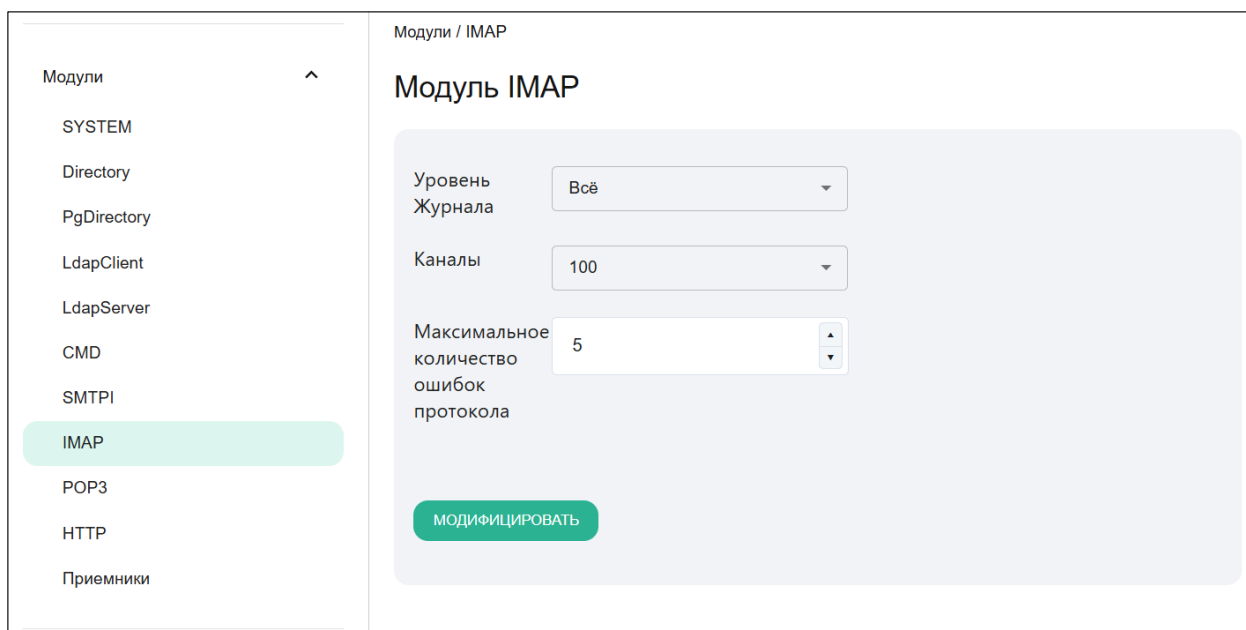 Модули / IMAP
Модули
Модуль IMAP
SYSTEM
Directory
PgDirectory
LdapClient
LdapServer
CMD
SMTPI
IMAP
POP3
HTTP
Приемники
Уровень
Журнала
Всё
Каналы
100
Максимальное
количество
ошибок
протокола
5
МОДИФИЦИРОВАТЬ